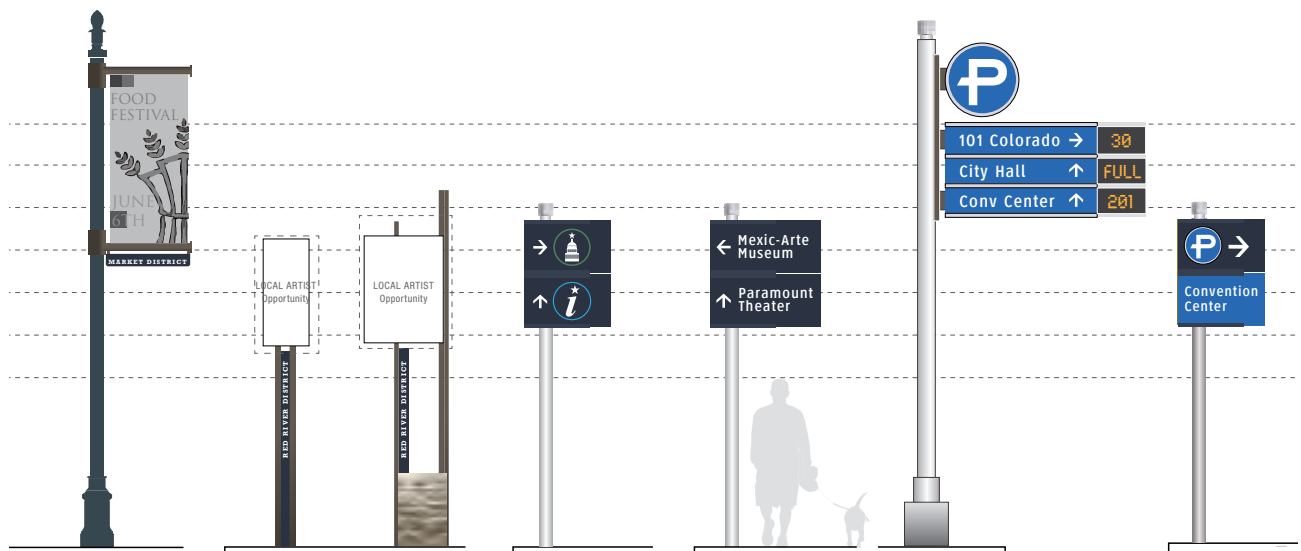 FOOD
FESTIVAL
JUNE
6TH
MARKET DISTRICT
LOCAL ARTIST
Opportunity
RED RIVER DISTRICT
LOCAL ARTIST
Opportunity
RED RIVER DISTRICT
→
↑ i
← Mexic-Arte
Museum
↑ Paramount
Theater
P
101 Colorado → 30
City Hall ↑ FULL
Conv Center ↑ 201
P →
Convention
Center